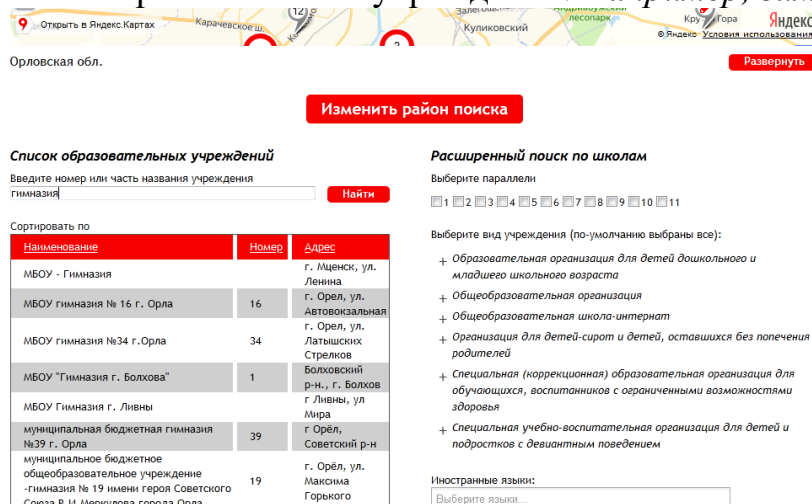 Открыть в Яндекс.Картах
Карачевское ш.
12
2
Куликовский
лесопарк
Гора
Яндекс
© Яндекс Условия использования
Орловская обл.
Развернуть
Изменить район поиска
Список образовательных учреждений
Введите номер или часть названия учреждения
гимназия
Найти
Сортировать по
Наименование Номер Адрес
МБОУ - Гимназия г. Мценск, ул.
Ленина
МБОУ гимназия № 16 г. Орла 16 г. Орел, ул.
Автовокзальная
МБОУ гимназия №34 г.Орла 34 г. Орел, ул.
Латышских
Стрелков
МБОУ "Гимназия г. Болхова" 1 Болховский
р-н., г. Болхов
МБОУ Гимназия г. Ливны г Ливны, ул
Мира
муниципальная бюджетная гимназия
№39 г. Орла 39 г Орёл,
Советский р-н
муниципальное бюджетное
общеобразовательное учреждение
-гимназия № 19 имени героя Советского
Союза В.И.Меркулова города Орла
19
г. Орёл, ул.
Максима
Горького
Расширенный поиск по школам
Выберите параллели
1 2 3 4 5 6 7 8 9 10 11
Выберите вид учреждения (по-умолчанию выбраны все):
+ Образовательная организация для детей дошкольного и
младшего школьного возраста
+ Общеобразовательная организация
+ Общеобразовательная школа-интернат
+ Организация для детей-сирот и детей, оставшихся без попечения
родителей
+ Специальная (коррекционная) образовательная организация для
обучающихся, воспитанников с ограниченными возможностями
здоровья
+ Специальная учебно-воспитательная организация для детей и
подростков с девиантным поведением
Иностранные языки:
Выберите языки...